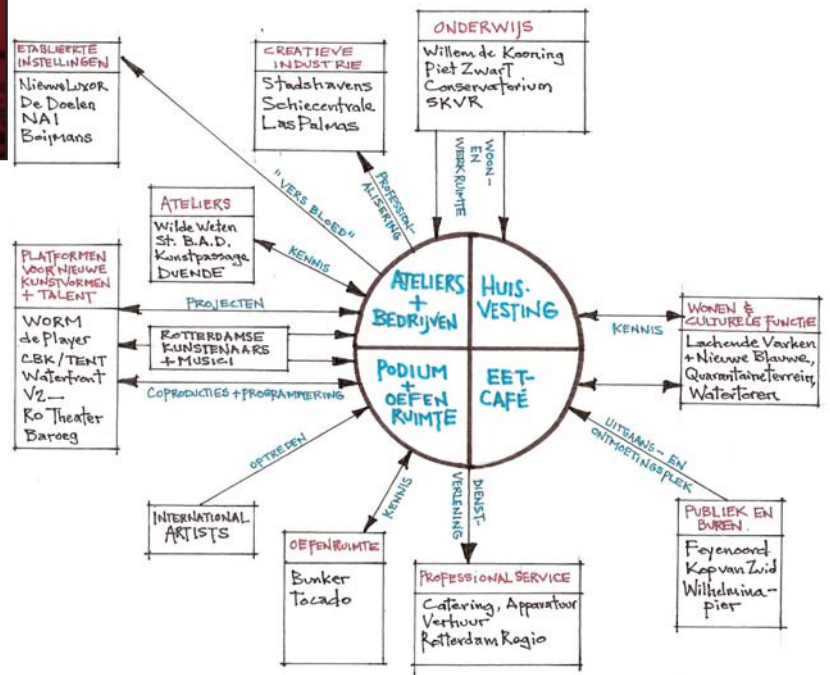 ETABLIEERTE
INSTELLINGEN
Nieuwe Luxor
De Doelen
NAI
Boijmans
CREATIEVE
INDUSTRIE
Stadshavens
Schiecentrale
Las Palmas
ONDERWIJS
Willem de Kooning
Piet Zwart
Conservatorium
SKVR
"VERS BLOED"
PROFESSION-
ALISERING
WOON-
EN
WERKRUIMTE
ATELIERS
Wilde Weten
St. B.A.D.
Kunstpassage
DUENDE
KENNIS
PLATFORMEN
VOOR NIEUWE
KUNSTVORMEN
+ TALENT
WORM
de Player
CBK/TENT
Waterfront
V2—
Ro Theater
Baroeg
PROJECTEN
ROTTERDAMSE
KUNSTENAARS
+ MUSICI
COPRODUCTIES + PROGRAMMERING
ATELIERS
+
BEDRIJVEN
HUIS-
VESTING
PODIUM
+
OEFEN
RUIMTE
EET-
CAFÉ
KENNIS
WONEN &
CULTURELE FUNCTIE
Lachende Varken
+ Nieuwe Blauwe,
Quarantaineterrein,
Watertoren
OPTREDEN
INTERNATIONAL
ARTISTS
KENNIS
OEFENRUIMTE
Bunker
Tocado
DIENST-
VERLENING
PROFESSIONAL SERVICE
Catering, Apparatuur
Verhuur
Rotterdam Regio
UITGAANS- EN
ONTMOETINGSPLEK
PUBLIEK EN
BUREN
Feyenoord
Kop van Zuid
Wilhelmina-
pier